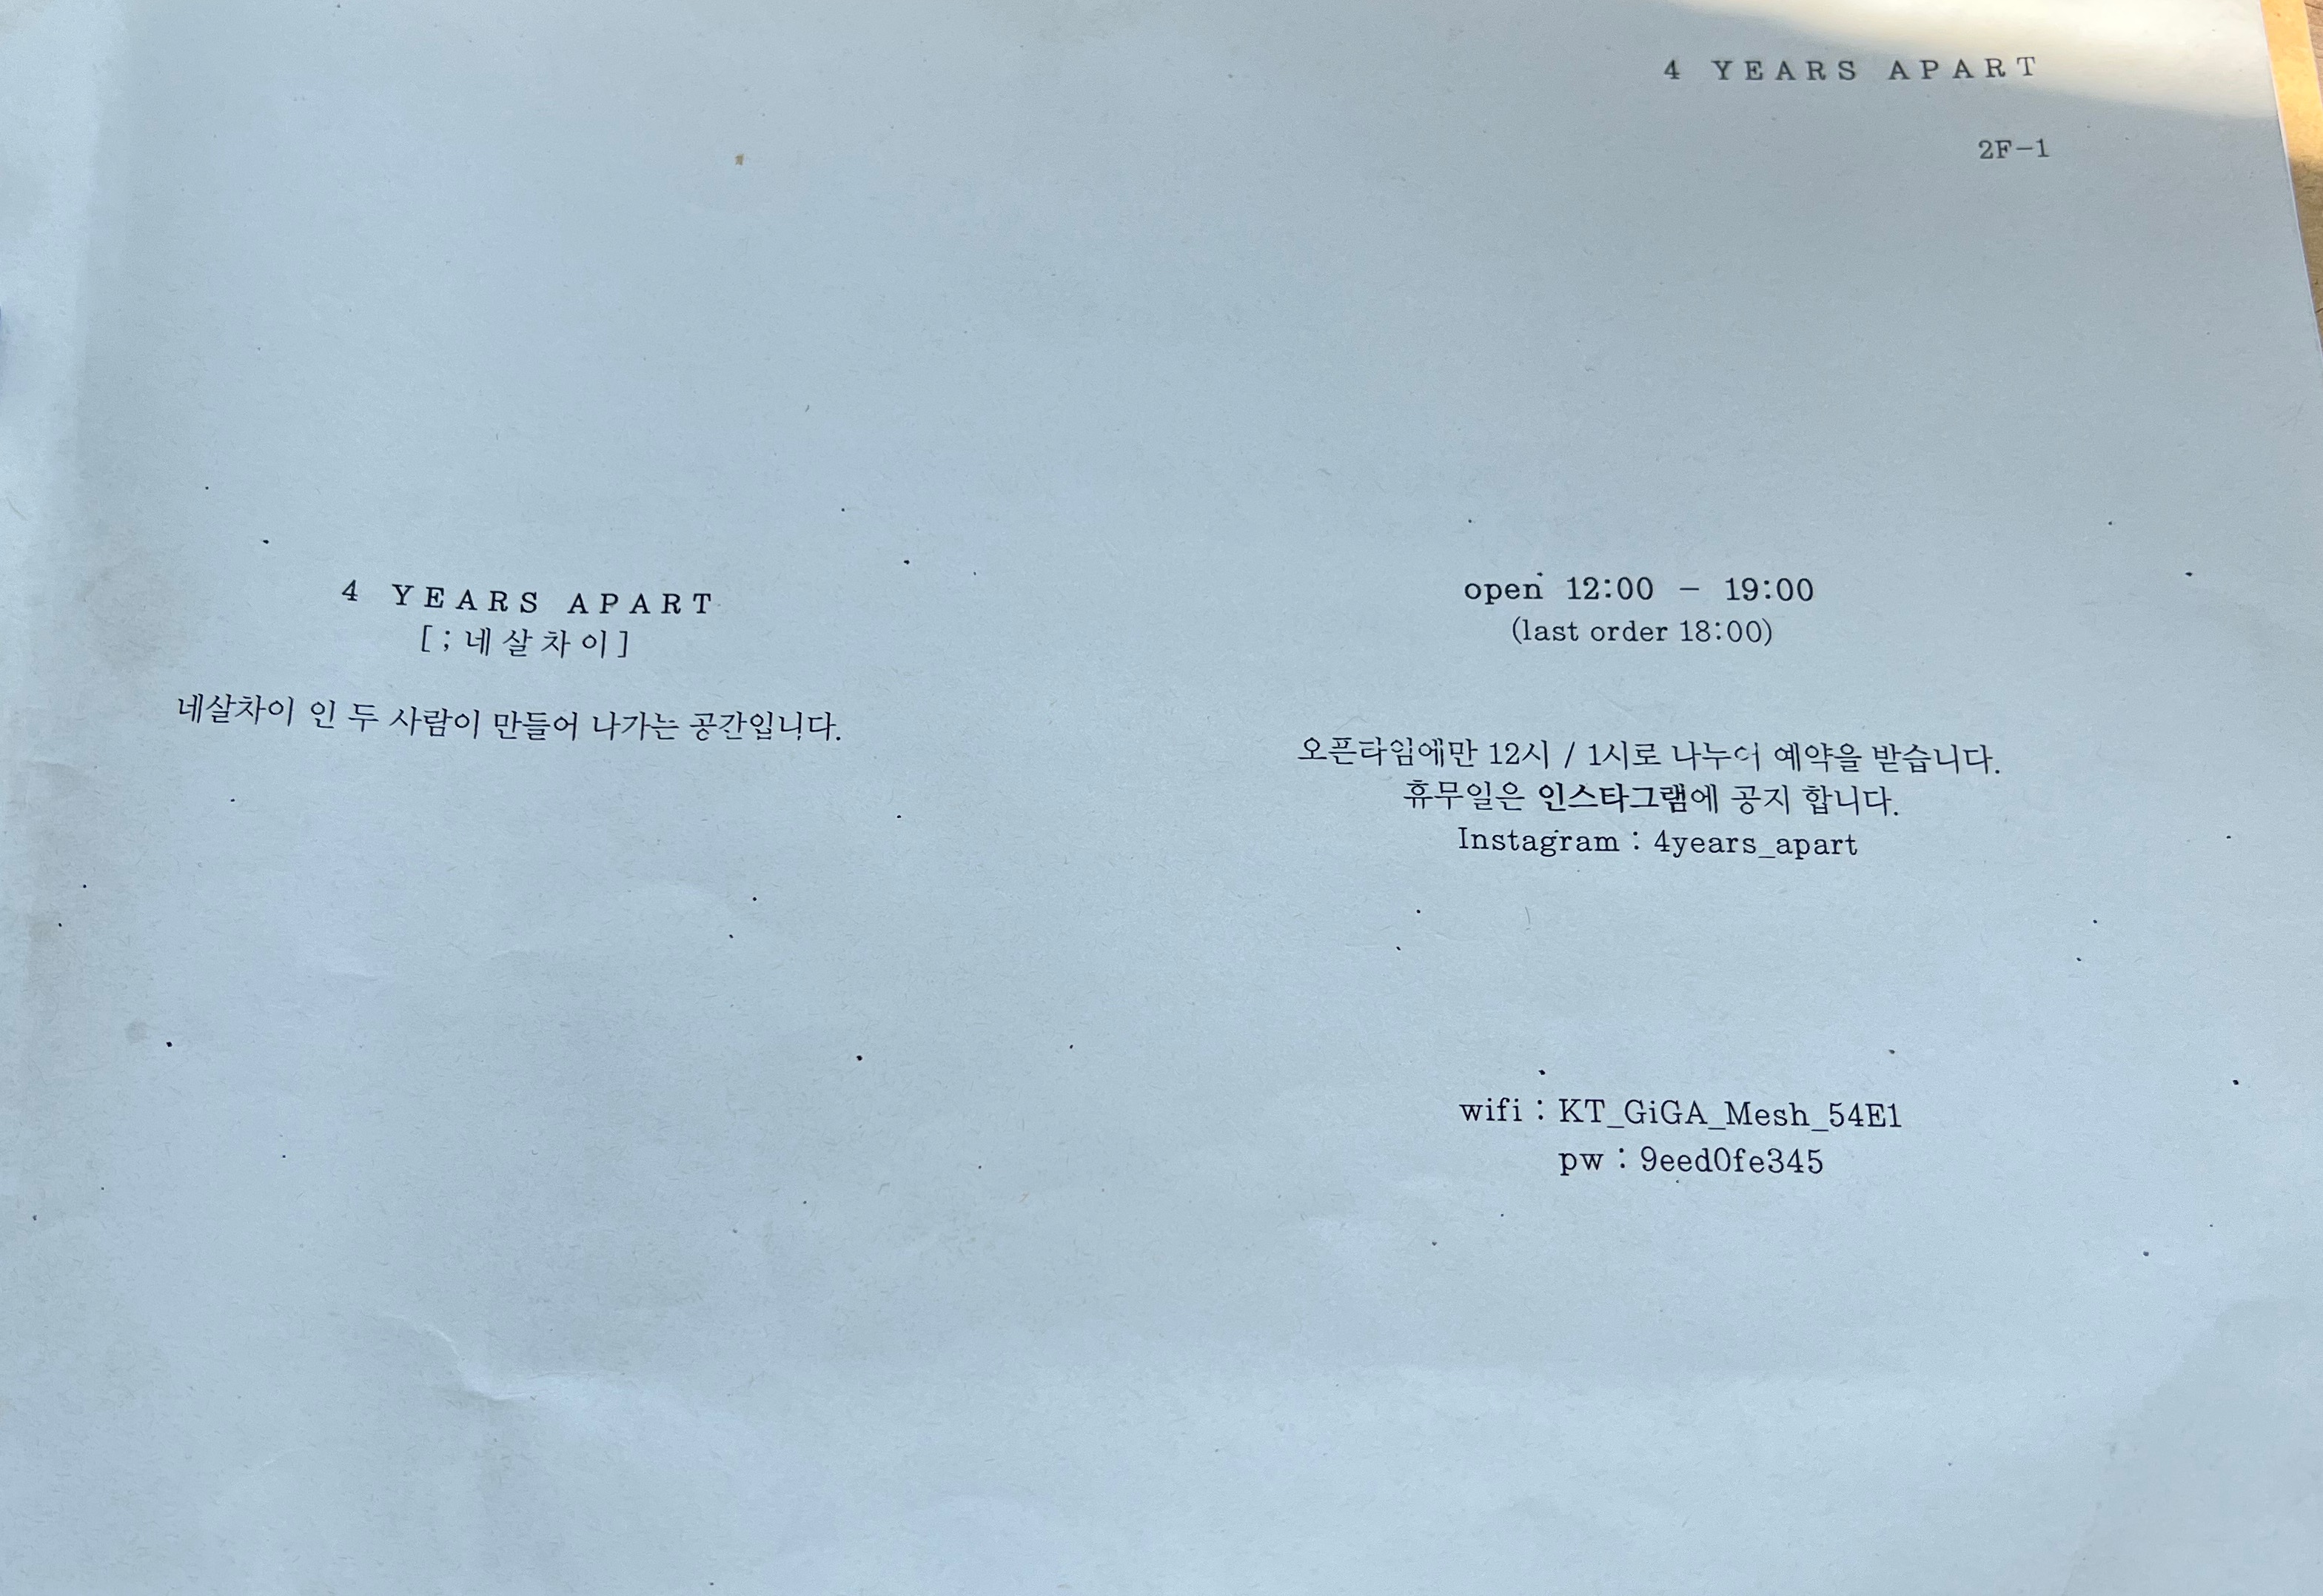 4 YEARS APART
2F-1
4 YEARS APART
[;네살차이]
네살차이 인 두 사람이 만들어 나가는 공간입니다.
open 12:00 - 19:00
(last order 18:00)
오픈타임에만 12시 / 1시로 나누어 예약을 받습니다.
휴무일은 인스타그램에 공지 합니다.
Instagram : 4years_apart
wifi : KT_GiGA_Mesh_54E1
pw : 9eed0fe345